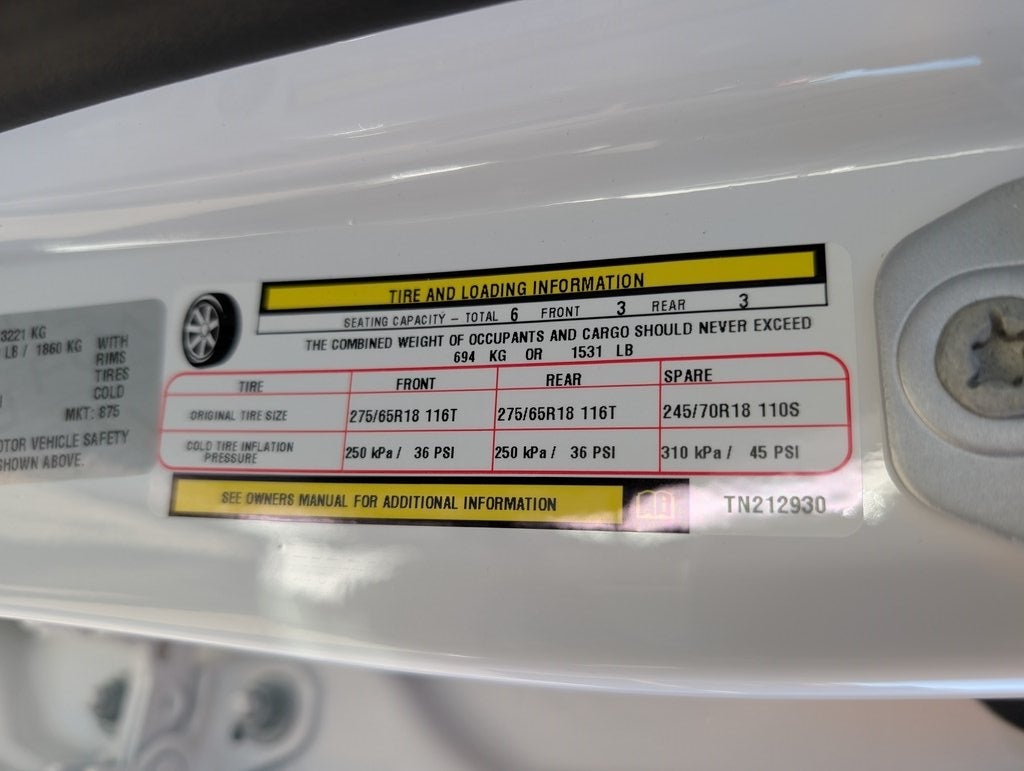 3221 KG
LB / 1860 KG WITH
RIMS
TIRES
COLD
MKT: 875
MOTOR VEHICLE SAFETY
SHOWN ABOVE.
TIRE AND LOADING INFORMATION
SEATING CAPACITY – TOTAL 6 FRONT 3 REAR 3
THE COMBINED WEIGHT OF OCCUPANTS AND CARGO SHOULD NEVER EXCEED
694 KG OR 1531 LB
TIRE FRONT REAR SPARE
ORIGINAL TIRE SIZE 275/65R18 116T 275/65R18 116T 245/70R18 110S
COLD TIRE INFLATION
PRESSURE 250 kPa / 36 PSI 250 kPa / 36 PSI 310 kPa / 45 PSI
SEE OWNERS MANUAL FOR ADDITIONAL INFORMATION
TN212930